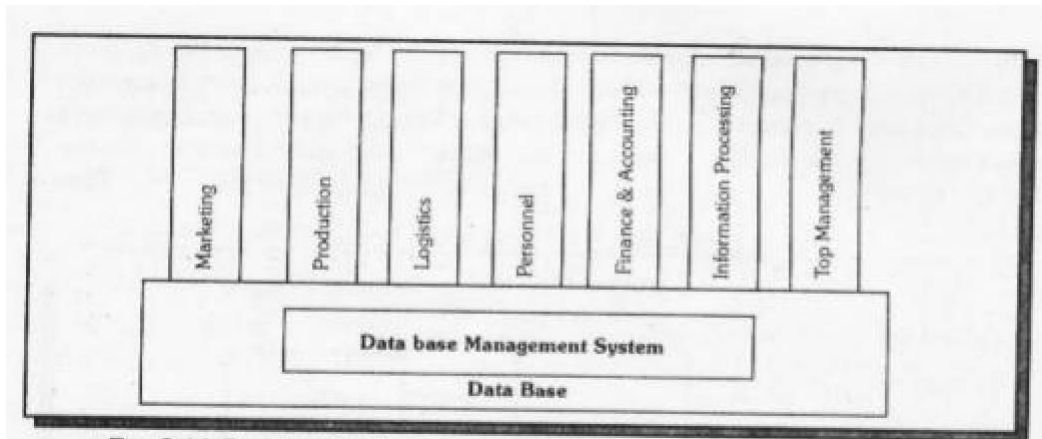 Marketing
Production
Logistics
Personnel
Finance & Accounting
Information Processing
Top Management
Data base Management System
Data Base